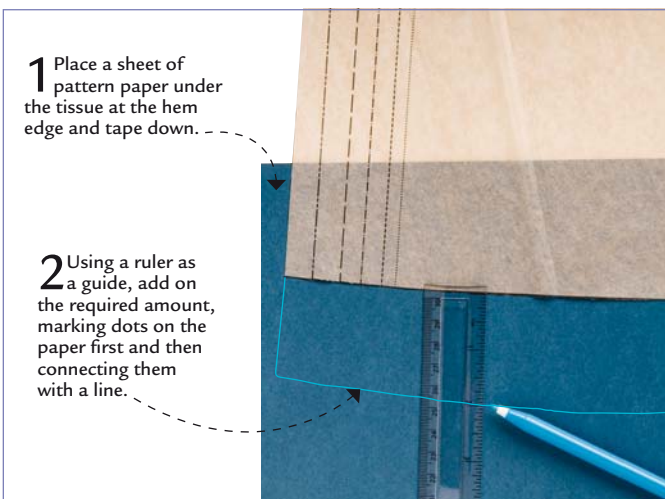 1 Place a sheet of
pattern paper under
the tissue at the hem
edge and tape down.
2 Using a ruler as
a guide, add on
the required amount,
marking dots on the
paper first and then
connecting them
with a line.